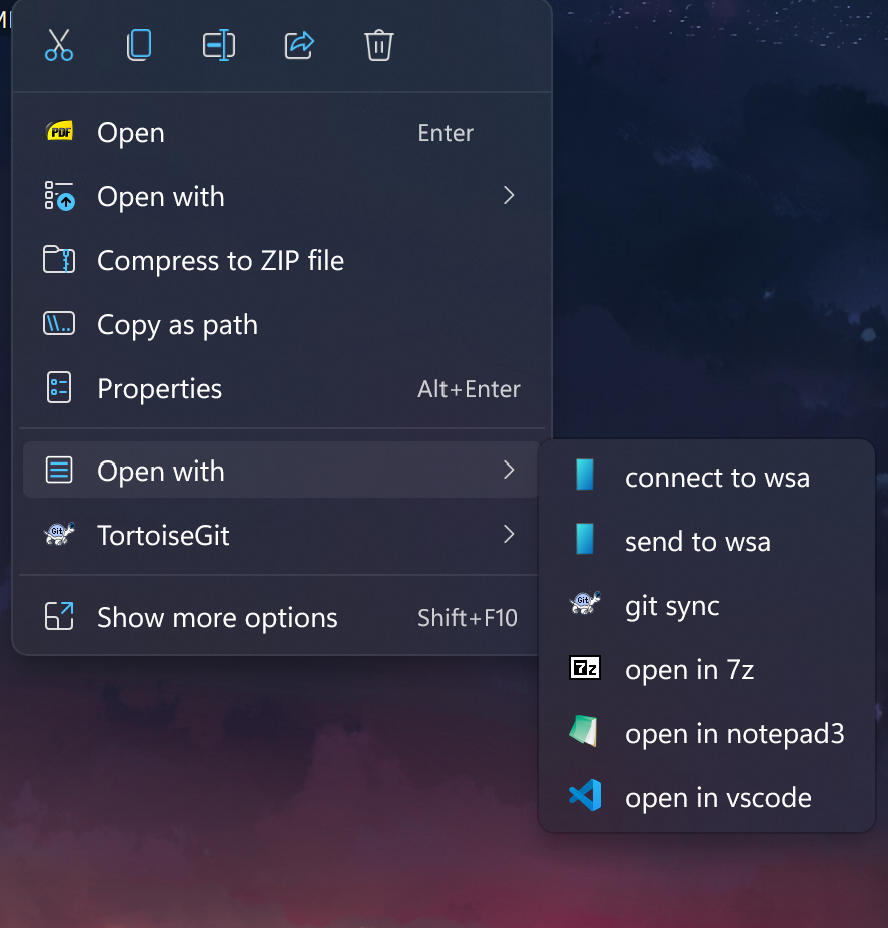 PDF
Open Enter
Open with
Compress to ZIP file
Copy as path
Properties Alt+Enter
Open with
Git TortoiseGit
Show more options Shift+F10
connect to wsa
send to wsa
Git git sync
7z open in 7z
open in notepad3
open in vscode